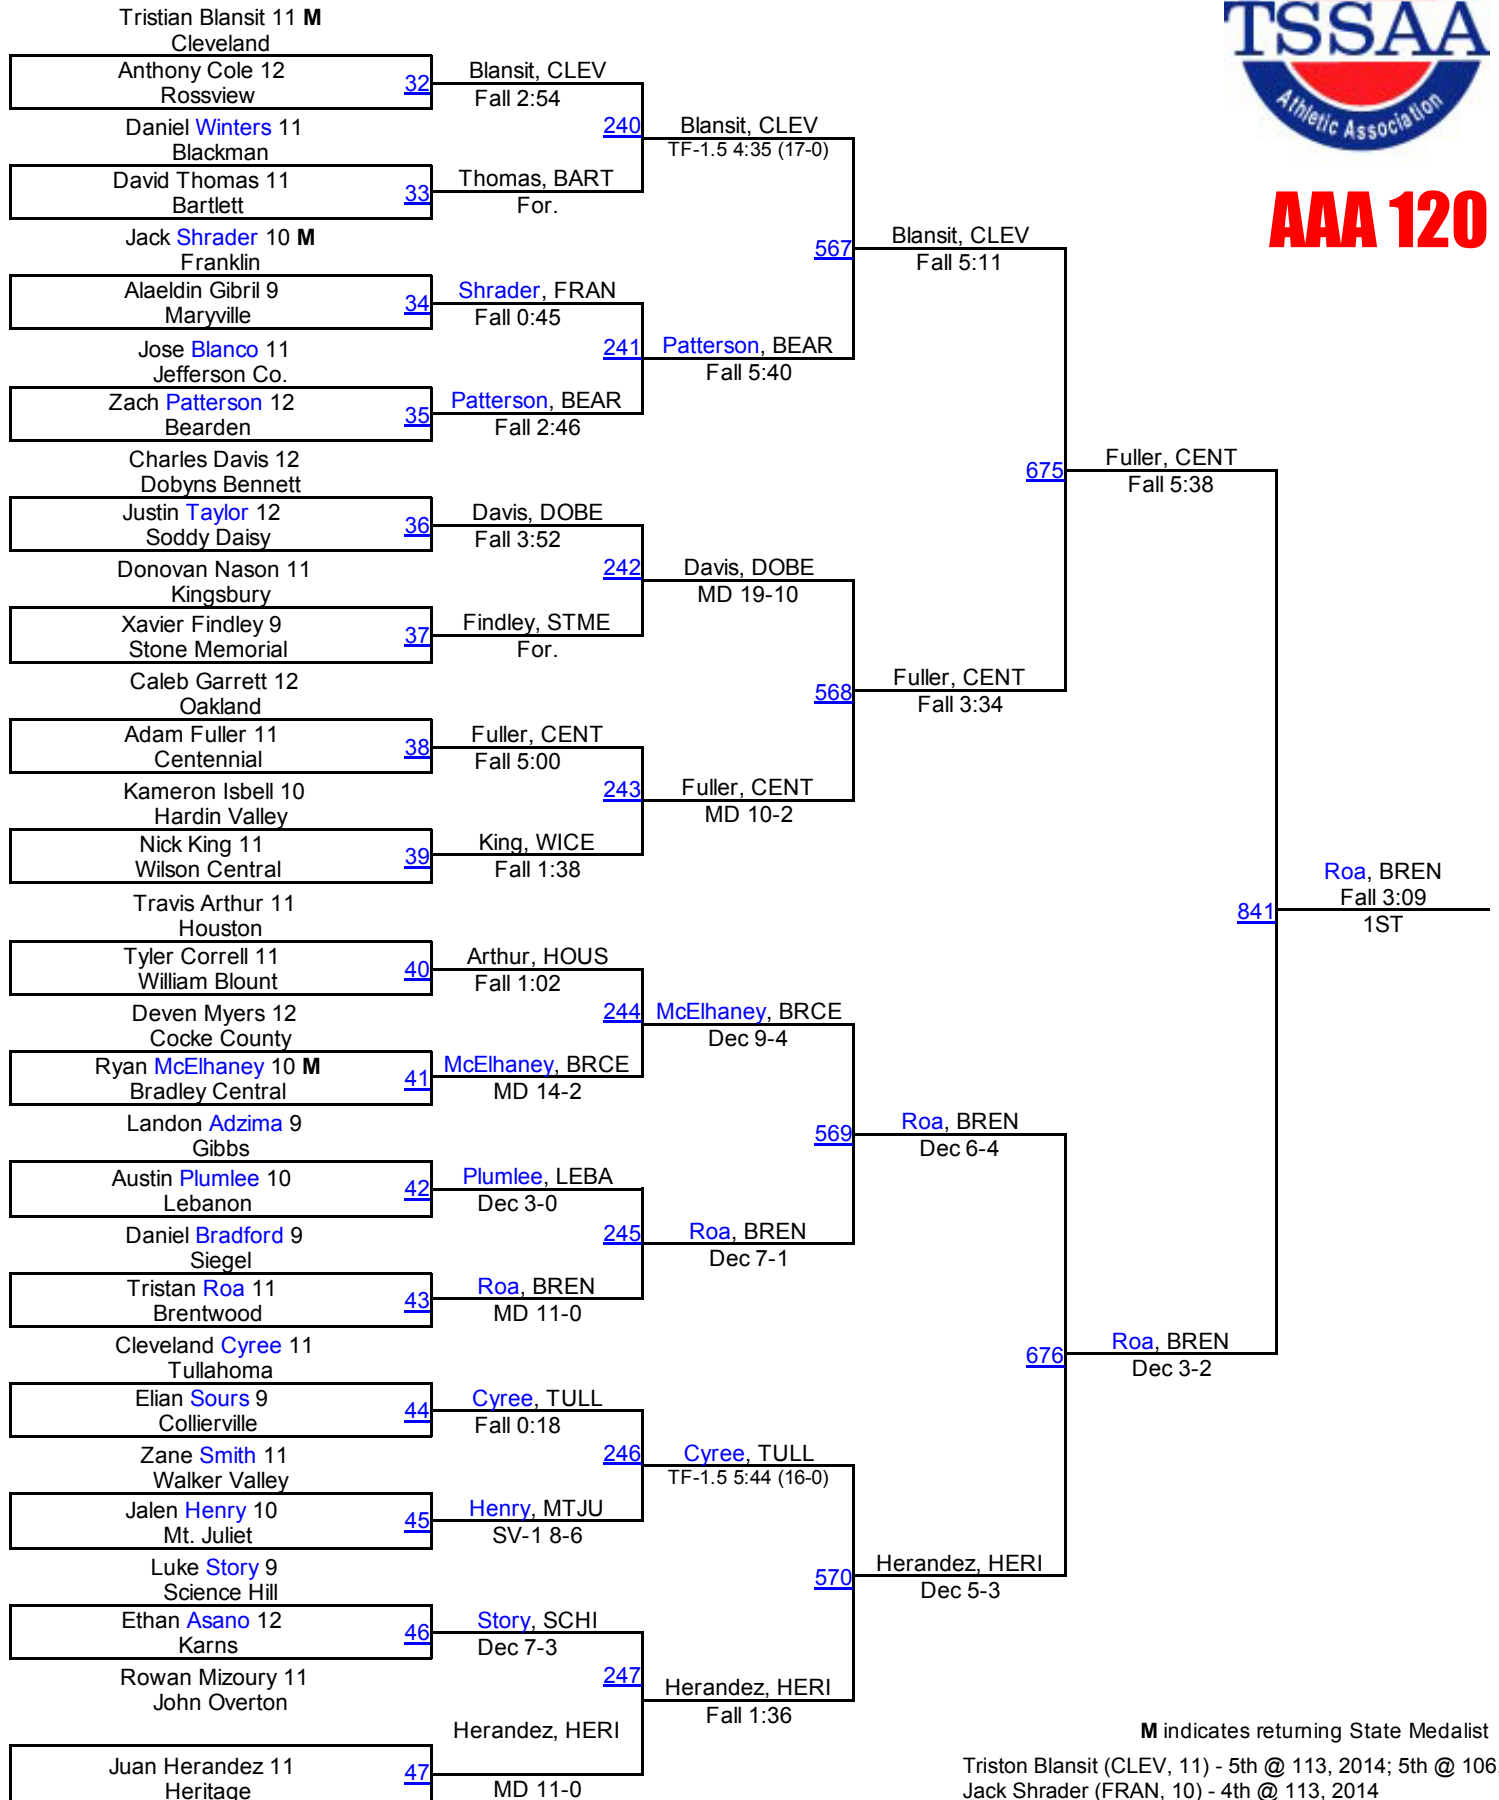 Tristian Blansit 11 M
Cleveland
Anthony Cole 12
Rossview
32
Daniel Winters 11
Blackman
David Thomas 11
Bartlett
33
Jack Shrader 10 M
Franklin
Alaeldin Gibril 9
Maryville
34
Jose Blanco 11
Jefferson Co.
Zach Patterson 12
Bearden
35
Charles Davis 12
Dobyns Bennett
Justin Taylor 12
Soddy Daisy
36
Donovan Nason 11
Kingsbury
Xavier Findley 9
Stone Memorial
37
Caleb Garrett 12
Oakland
Adam Fuller 11
Centennial
38
Kameron Isbell 10
Hardin Valley
Nick King 11
Wilson Central
39
Travis Arthur 11
Houston
Tyler Correll 11
William Blount
40
Deven Myers 12
Cocke County
Ryan McElhaney 10 M
Bradley Central
41
Landon Adzima 9
Gibbs
Austin Plumlee 10
Lebanon
42
Daniel Bradford 9
Siegel
Tristan Roa 11
Brentwood
43
Cleveland Cyree 11
Tullahoma
Elian Sours 9
Collierville
44
Zane Smith 11
Walker Valley
Jalen Henry 10
Mt. Juliet
45
Luke Story 9
Science Hill
Ethan Asano 12
Karns
46
Rowan Mizoury 11
John Overton
Juan Herandez 11
Heritage
47
Blansit, CLEV
Fall 2:54
240
Thomas, BART
For.
Shrader, FRAN
Fall 0:45
241
Patterson, BEAR
Fall 2:46
Davis, DOBE
Fall 3:52
242
Findley, STME
For.
Fuller, CENT
Fall 5:00
243
King, WICE
Fall 1:38
Arthur, HOUS
Fall 1:02
244
McElhaney, BRCE
MD 14-2
Plumlee, LEBA
Dec 3-0
245
Roa, BREN
MD 11-0
Cyree, TULL
Fall 0:18
246
Henry, MTJU
SV-1 8-6
Story, SCHI
Dec 7-3
247
Herandez, HERI
MD 11-0
Blansit, CLEV
TF-1.5 4:35 (17-0)
567
Patterson, BEAR
Fall 5:40
Davis, DOBE
MD 19-10
568
Fuller, CENT
MD 10-2
McElhaney, BRCE
Dec 9-4
569
Roa, BREN
Dec 7-1
Cyree, TULL
TF-1.5 5:44 (16-0)
570
Herandez, HERI
Fall 1:36
Blansit, CLEV
Fall 5:11
675
Fuller, CENT
Fall 3:34
Roa, BREN
Dec 6-4
676
Herandez, HERI
Dec 5-3
Fuller, CENT
Fall 5:38
841
Roa, BREN
Dec 3-2
Roa, BREN
Fall 3:09
1ST
TSSAA
Athletic Association
AAA 120
M indicates returning State Medalist
Triston Blansit (CLEV, 11) - 5th @ 113, 2014; 5th @ 106,
Jack Shrader (FRAN, 10) - 4th @ 113, 2014